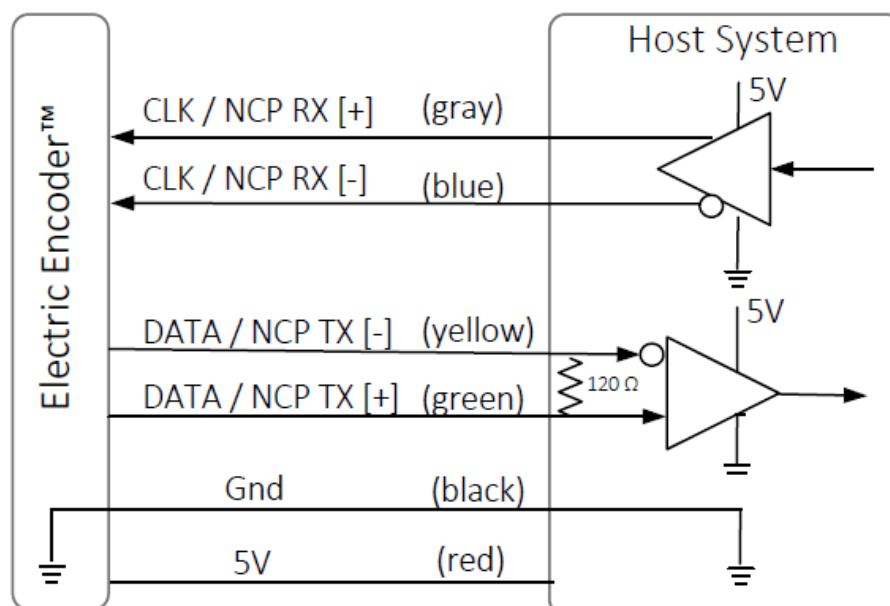 Host System
5V
CLK / NCP RX [+] (gray)
CLK / NCP RX [-] (blue)
Electric Encoder™
5V
DATA / NCP TX [-] (yellow)
120 Ω
DATA / NCP TX [+] (green)
Gnd (black)
5V (red)